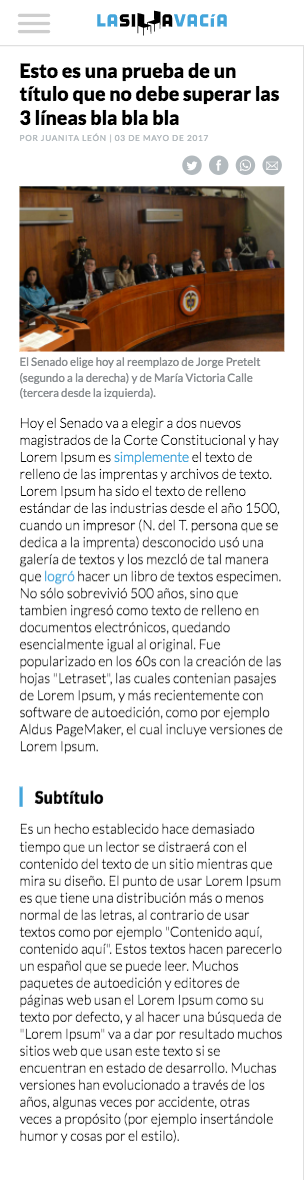 LASILLAVACÍA
Esto es una prueba de un
título que no debe superar las
3 líneas bla bla bla
POR JUANITA LEÓN | 03 DE MAYO DE 2017
El Senado elige hoy al reemplazo de Jorge Pretelt
(segundo a la derecha) y de María Victoria Calle
(tercera desde la izquierda).
Hoy el Senado va a elegir a dos nuevos
magistrados de la Corte Constitucional y hay
Lorem Ipsum es simplemente el texto de
relleno de las imprentas y archivos de texto.
Lorem Ipsum ha sido el texto de relleno
estándar de las industrias desde el año 1500,
cuando un impresor (N. del T. persona que se
dedica a la imprenta) desconocido usó una
galería de textos y los mezcló de tal manera
que logró hacer un libro de textos especimen.
No sólo sobrevivió 500 años, sino que
tambien ingresó como texto de relleno en
documentos electrónicos, quedando
esencialmente igual al original. Fue
popularizado en los 60s con la creación de las
hojas "Letraset", las cuales contenian pasajes
de Lorem Ipsum, y más recientemente con
software de autoedición, como por ejemplo
Aldus PageMaker, el cual incluye versiones de
Lorem Ipsum.
Subtítulo
Es un hecho establecido hace demasiado
tiempo que un lector se distraerá con el
contenido del texto de un sitio mientras que
mira su diseño. El punto de usar Lorem Ipsum
es que tiene una distribución más o menos
normal de las letras, al contrario de usar
textos como por ejemplo "Contenido aquí,
contenido aquí". Estos textos hacen parecerlo
un español que se puede leer. Muchos
paquetes de autoedición y editores de
páginas web usan el Lorem Ipsum como su
texto por defecto, y al hacer una búsqueda de
"Lorem Ipsum" va a dar por resultado muchos
sitios web que usan este texto si se
encuentran en estado de desarrollo. Muchas
versiones han evolucionado a través de los
años, algunas veces por accidente, otras
veces a propósito (por ejemplo insertándole
humor y cosas por el estilo).